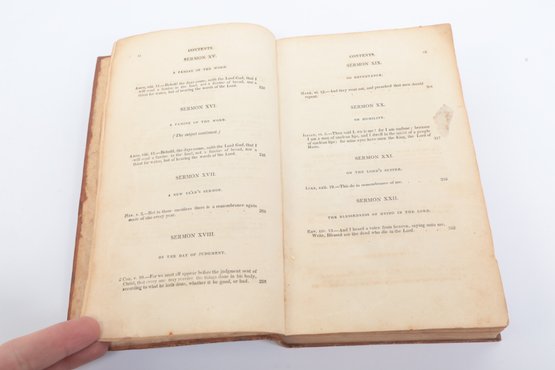 CONTENTS.
SERMON XV.
A FAMINE OF THE WORD.
Amos, viii. 11.—Behold, the days come, saith the Lord God, that I
will send a famine in the land, not a famine of bread, nor a
thirst for water, but of hearing the words of the Lord.
SERMON XVI.
A FAMINE OF THE WORD.
(The subject continued.)
Amos, viii. 11.—Behold, the days come, saith the Lord God, that I
will send a famine in the land, not a famine of bread, nor a
thirst for water, but of hearing the words of the Lord.
SERMON XVII.
A NEW YEAR'S SERMON.
Heb. x. 3.—But in those sacrifices there is a remembrance again
made of sins every year.
SERMON XVIII.
ON THE DAY OF JUDGMENT.
2 Cor. v. 10.—For we must all appear before the judgment seat of
Christ, that every one may receive the things done in his body,
according to what he hath done, whether it be good, or bad.
CONTENTS.
SERMON XIX.
ON REPENTANCE.
Mark, vi. 12.—And they went out, and preached that men should
repent.
SERMON XX.
ON HUMILITY.
Isaiah, vi. 5.—Then said I, wo is me! for I am undone; because
I am a man of unclean lips, and I dwell in the midst of a people
of unclean lips: for mine eyes have seen the King, the Lord of
Hosts.
SERMON XXI.
ON THE LORD'S SUPPER.
Luke, xxii. 19.—This do in remembrance of me.
SERMON XXII.
THE BLESSEDNESS OF DYING IN THE LORD.
Rev. xiv. 13.—And I heard a voice from heaven, saying unto me,
Write, Blessed are the dead who die in the Lord.